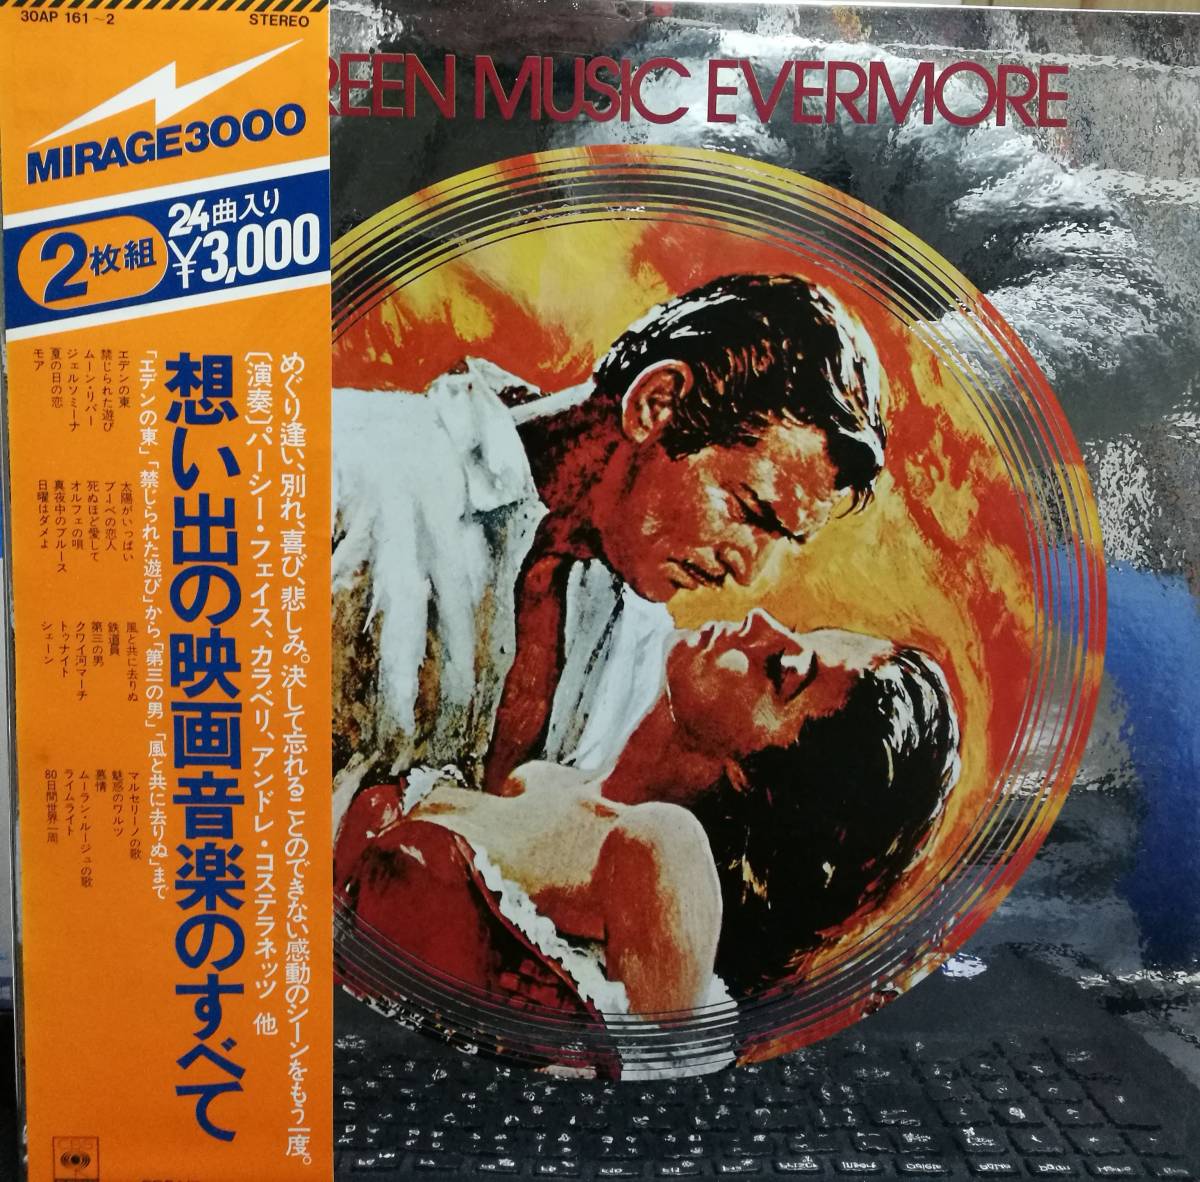 30AP 161~2
STEREO
MIRAGE3000
2枚組
24曲入り
¥3,000
REEN MUSIC EVERMORE
めぐり逢い、別れ、喜び、悲しみ。決して忘れることのできない感動のシーンをもう一度。
〔演奏〕パーシー・フェイス、カラベリ、アンドレ・コステラネッツ 他
想い出の映画音楽のすべて
「エデンの東」「禁じられた遊び」から「第三の男」「風と共に去りぬ」まで
エデンの東
禁じられた遊び
ムーン・リバー
ジェルソミーナ
夏の日の恋
モア
太陽がいっぱい
ブーベの恋人
死ぬほど愛して
オルフェの唄
真夜中のブルース
日曜はダメよ
風と共に去りぬ
鉄道員
第三の男
クワイ河マーチ
トゥナイト
シェーン
マルセリーノの歌
魅惑のワルツ
慕情
ムーラン・ルージュの歌
ライムライト
80日間世界一周
CBS
Insert
Delete